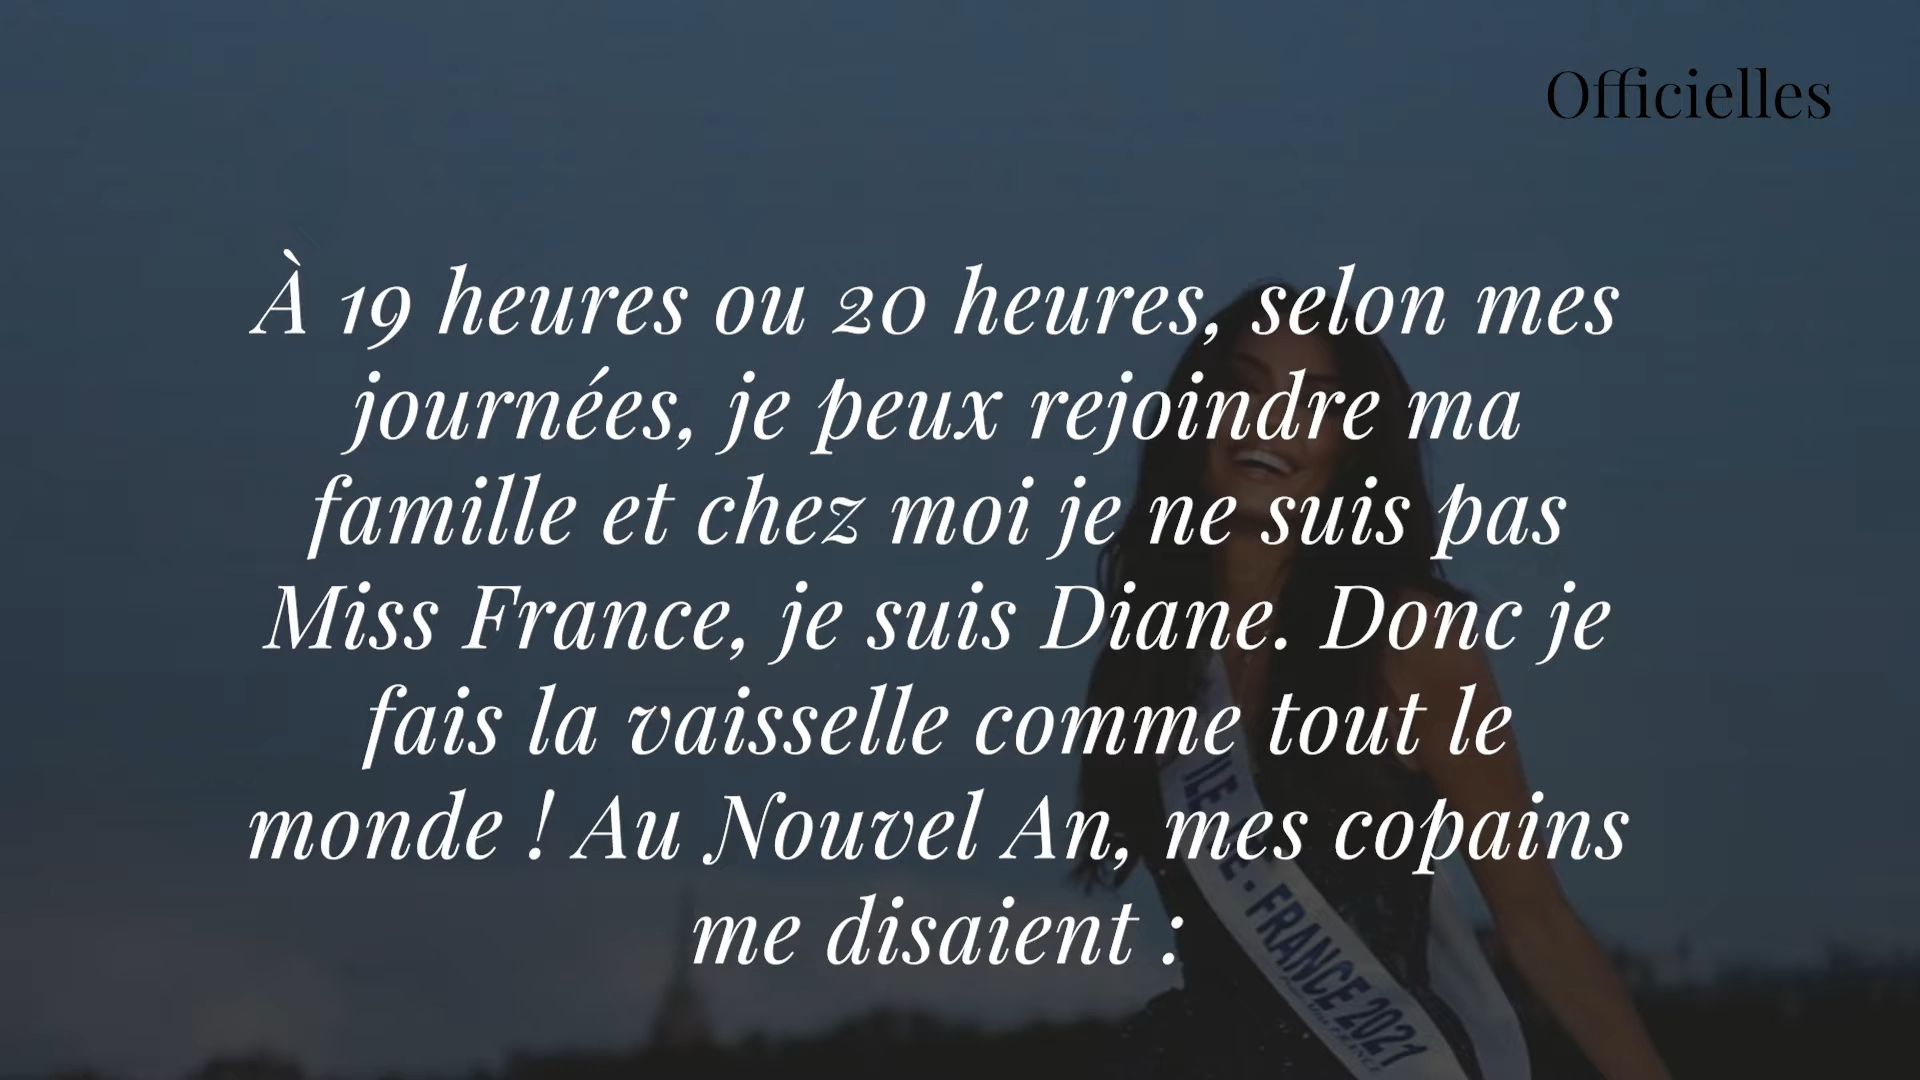 Officielles
À 19 heures ou 20 heures, selon mes
journées, je peux rejoindre ma
famille et chez moi je ne suis pas
Miss France, je suis Diane. Donc je
fais la vaisselle comme tout le
monde ! Au Nouvel An, mes copains
me disaient :
ILE DE • FRANCE 2021